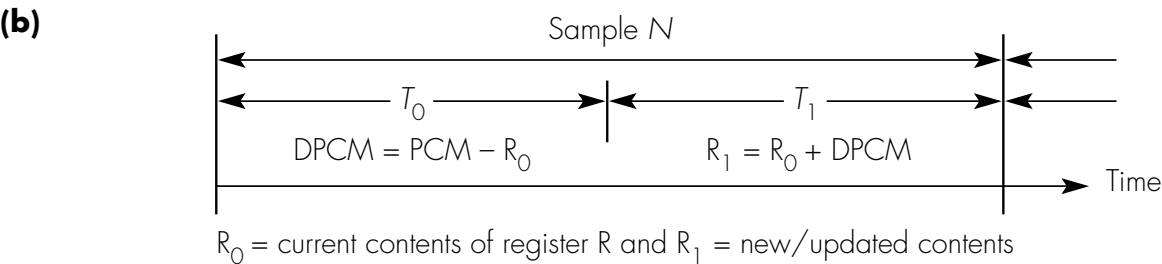 (b)
Sample N
T₀ T₁
DPCM = PCM – R₀ R₁ = R₀ + DPCM
Time
R₀ = current contents of register R and R₁ = new/updated contents